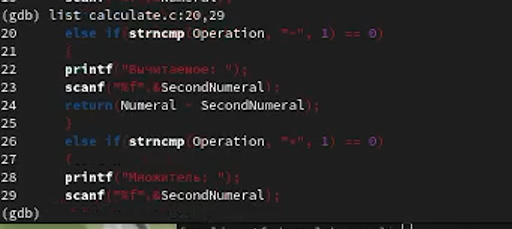 (gdb) list calculate.c:20,29
20 else if(strncmp(Operation, "-", 1) == 0)
21 {
22 printf("Вычитаемое: ");
23 scanf("%f",&SecondNumeral);
24 return(Numeral - SecondNumeral);
25 }
26 else if(strncmp(Operation, "*", 1) == 0)
27 {
28 printf("Множитель: ");
29 scanf("%f",&SecondNumeral);
(gdb)